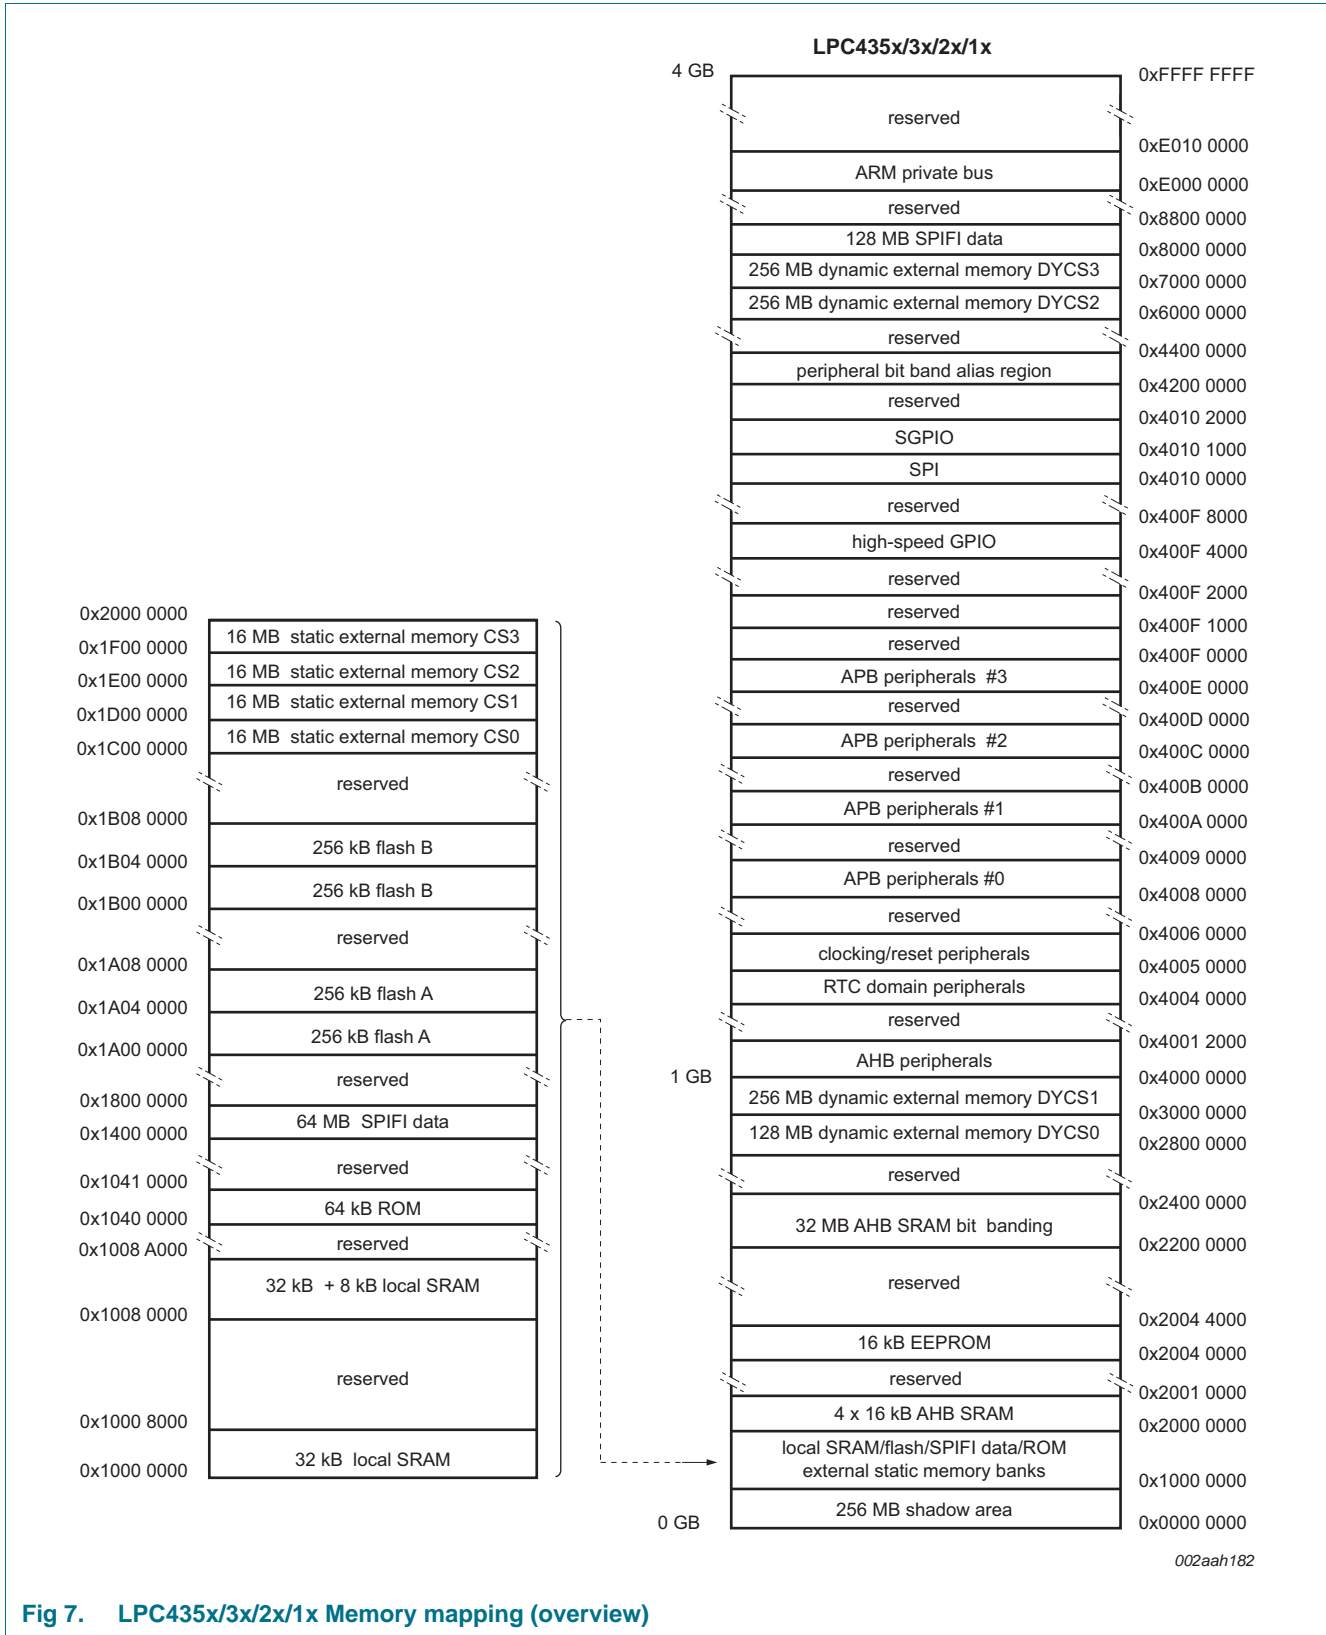 LPC435x/3x/2x/1x
4 GB
0xFFFF FFFF
reserved
0xE010 0000
ARM private bus
0xE000 0000
reserved
0x8800 0000
128 MB SPIFI data
0x8000 0000
256 MB dynamic external memory DYCS3
0x7000 0000
256 MB dynamic external memory DYCS2
0x6000 0000
reserved
0x4400 0000
peripheral bit band alias region
0x4200 0000
reserved
0x4010 2000
SGPIO
0x4010 1000
SPI
0x4010 0000
reserved
0x400F 8000
high-speed GPIO
0x400F 4000
reserved
0x400F 2000
reserved
0x400F 1000
reserved
0x400F 0000
APB peripherals #3
0x400E 0000
reserved
0x400D 0000
APB peripherals #2
0x400C 0000
reserved
0x400B 0000
APB peripherals #1
0x400A 0000
reserved
0x4009 0000
APB peripherals #0
0x4008 0000
reserved
0x4006 0000
clocking/reset peripherals
0x4005 0000
RTC domain peripherals
0x4004 0000
reserved
0x4001 2000
AHB peripherals
1 GB
0x4000 0000
256 MB dynamic external memory DYCS1
0x3000 0000
128 MB dynamic external memory DYCS0
0x2800 0000
reserved
0x2400 0000
32 MB AHB SRAM bit banding
0x2200 0000
reserved
0x2004 4000
16 kB EEPROM
0x2004 0000
reserved
0x2001 0000
4 x 16 kB AHB SRAM
0x2000 0000
local SRAM/flash/SPIFI data/ROM
external static memory banks
0x1000 0000
256 MB shadow area
0 GB
0x0000 0000
0x2000 0000
16 MB static external memory CS3
0x1F00 0000
16 MB static external memory CS2
0x1E00 0000
16 MB static external memory CS1
0x1D00 0000
16 MB static external memory CS0
0x1C00 0000
reserved
0x1B08 0000
256 kB flash B
0x1B04 0000
256 kB flash B
0x1B00 0000
reserved
0x1A08 0000
256 kB flash A
0x1A04 0000
256 kB flash A
0x1A00 0000
reserved
0x1800 0000
64 MB SPIFI data
0x1400 0000
reserved
0x1041 0000
64 kB ROM
0x1040 0000
reserved
0x1008 A000
32 kB + 8 kB local SRAM
0x1008 0000
reserved
0x1000 8000
32 kB local SRAM
0x1000 0000
002aah182
Fig 7. LPC435x/3x/2x/1x Memory mapping (overview)